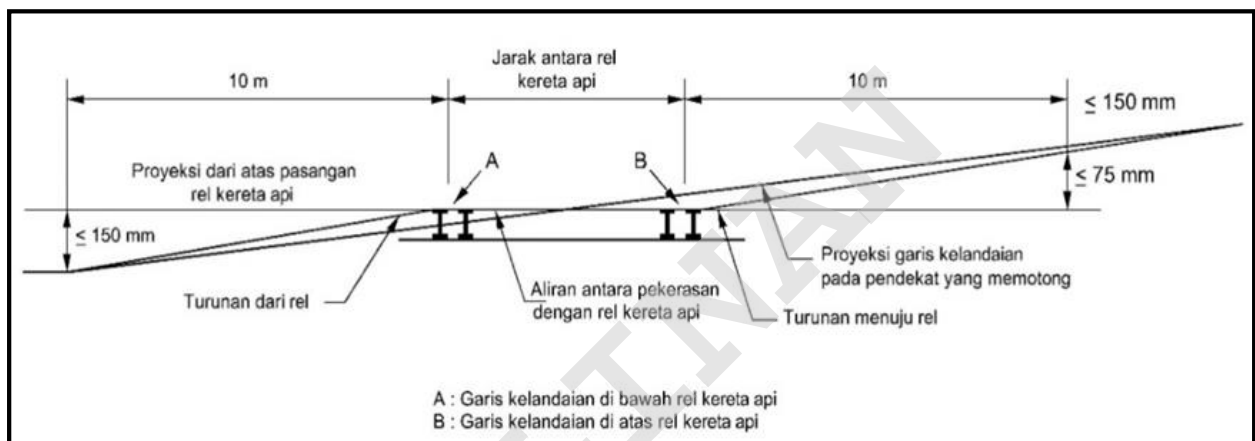 10 m
Jarak antara rel
kereta api
10 m
≤ 150 mm
A
B
Proyeksi dari atas pasangan
rel kereta api
≤ 75 mm
≤ 150 mm
Proyeksi garis kelandaian
pada pendekat yang memotong
Turunan dari rel
Aliran antara pekerasan
dengan rel kereta api
Turunan menuju rel
A : Garis kelandaian di bawah rel kereta api
B : Garis kelandaian di atas rel kereta api
INAN